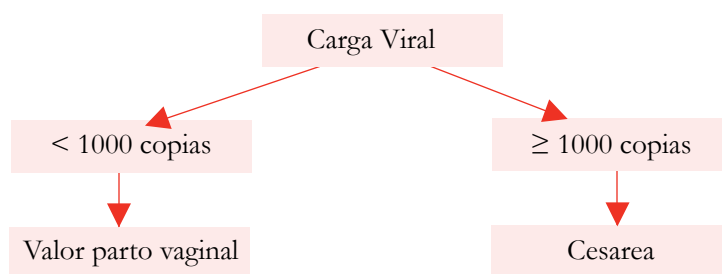 Carga Viral
< 1000 copias
≥ 1000 copias
Valor parto vaginal
Cesarea